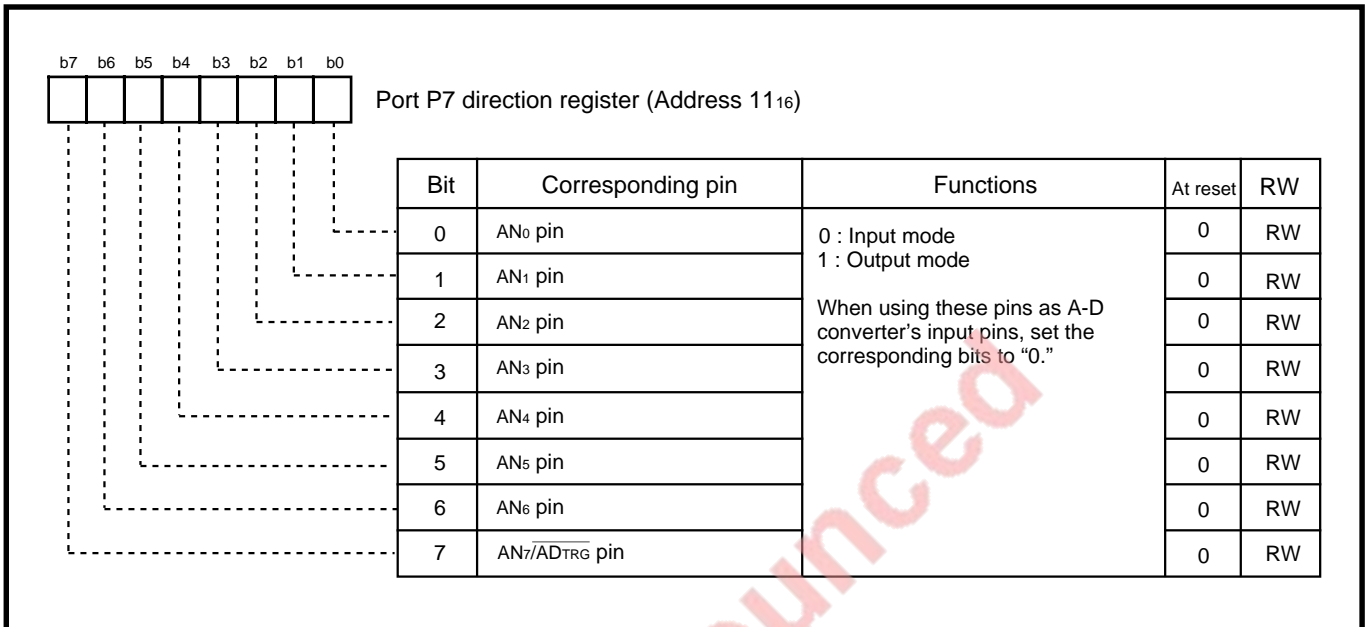 b7 b6 b5 b4 b3 b2 b1 b0
Port P7 direction register (Address 11₁₆)
Bit Corresponding pin Functions At reset RW
0 AN₀ pin 0 : Input mode 0 RW
1 : Output mode
1 AN₁ pin 0 RW
When using these pins as A-D
2 AN₂ pin converter’s input pins, set the 0 RW
corresponding bits to “0.”
3 AN₃ pin 0 RW
4 AN₄ pin 0 RW
5 AN₅ pin 0 RW
6 AN₆ pin 0 RW
7 AN₇/A̅D̅T̅R̅G̅ pin 0 RW
ounced